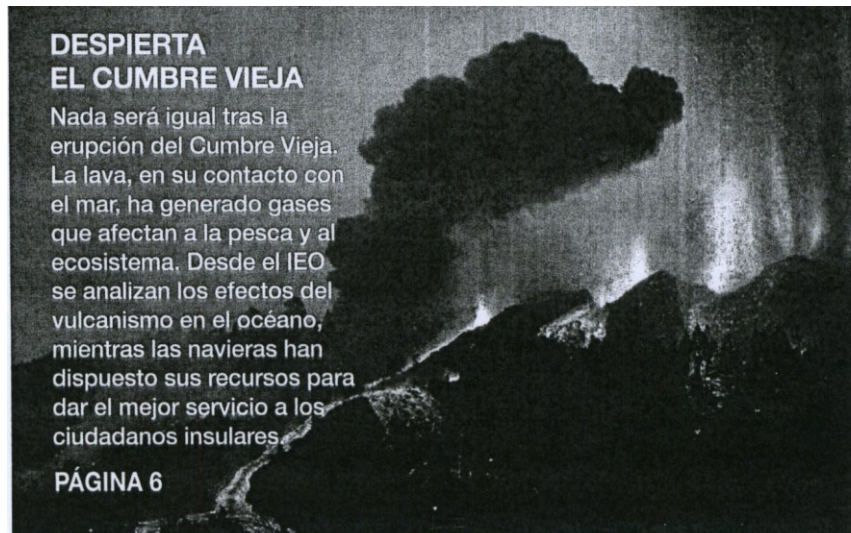 DESPIERTA
EL CUMBRE VIEJA
Nada será igual tras la
erupción del Cumbre Vieja.
La lava, en su contacto con
el mar, ha generado gases
que afectan a la pesca y al
ecosistema. Desde el IEO
se analizan los efectos del
vulcanismo en el océano,
mientras las navieras han
dispuesto sus recursos para
dar el mejor servicio a los
ciudadanos insulares.
PÁGINA 6